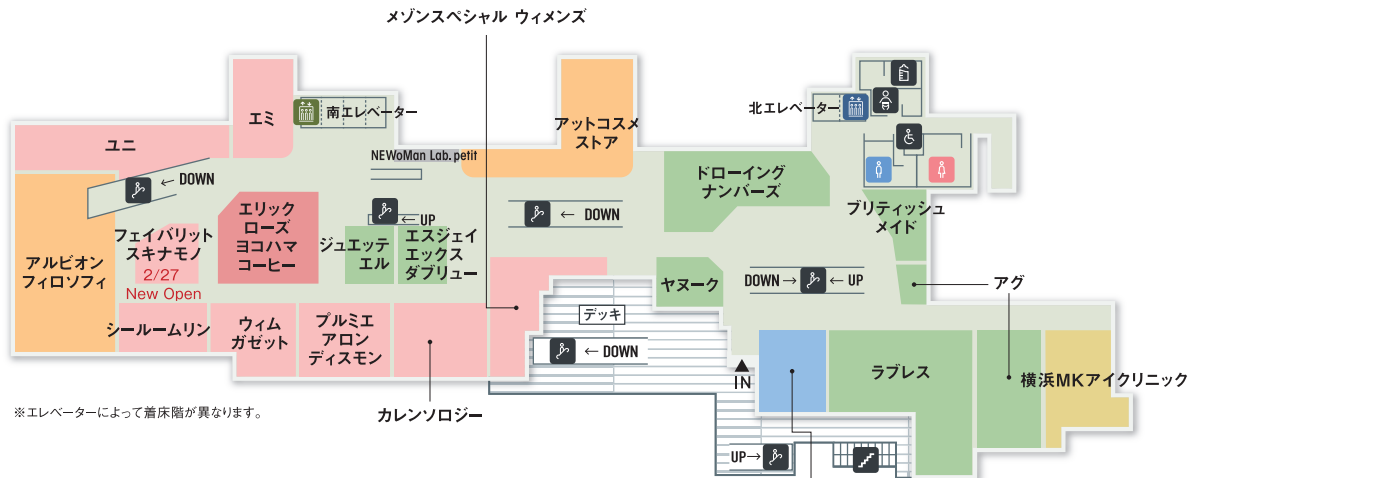 メゾンスペシャル ウィメンズ
エミ
南エレベーター
アットコスメ
ストア
北エレベーター
ユニ
NEWoMan Lab.petit
DOWN
ドローイング
ナンバーズ
エリック
ローズ
ヨコハマ
コーヒー
UP
DOWN
ブリティッシュ
メイド
フェイバリット
スキナモノ
2/27
New Open
ジュエッテ
エル
エスジェイ
エックス
ダブリュー
アルビオン
フィロソフィ
ヤヌーク
DOWN
UP
アグ
デッキ
シールームリン
ウィム
ガゼット
プルミエ
アロン
ディスモン
DOWN
IN
ラブレス
横浜MKアイクリニック
カレンソロジー
※エレベーターによって着床階が異なります。
UP